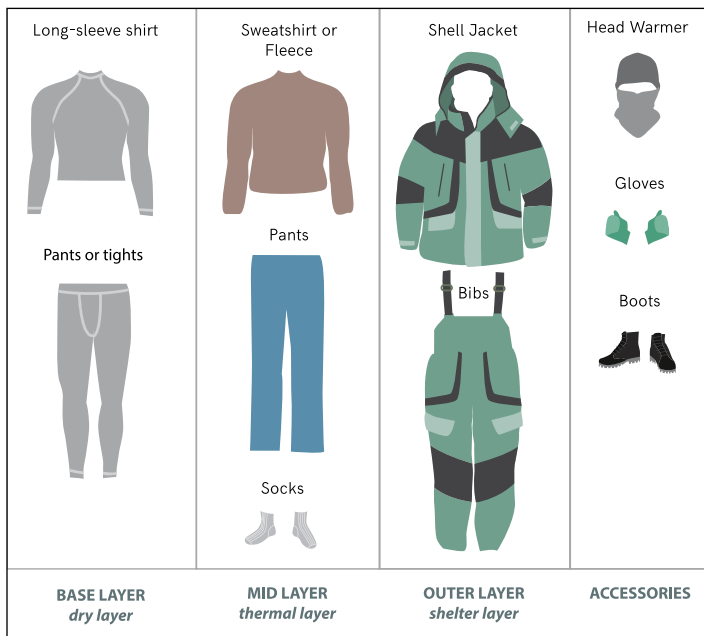 Long-sleeve shirt
Pants or tights
BASE LAYER
dry layer
Sweatshirt or
Fleece
Pants
Socks
MID LAYER
thermal layer
Shell Jacket
Bibs
OUTER LAYER
shelter layer
Head Warmer
Gloves
Boots
ACCESSORIES